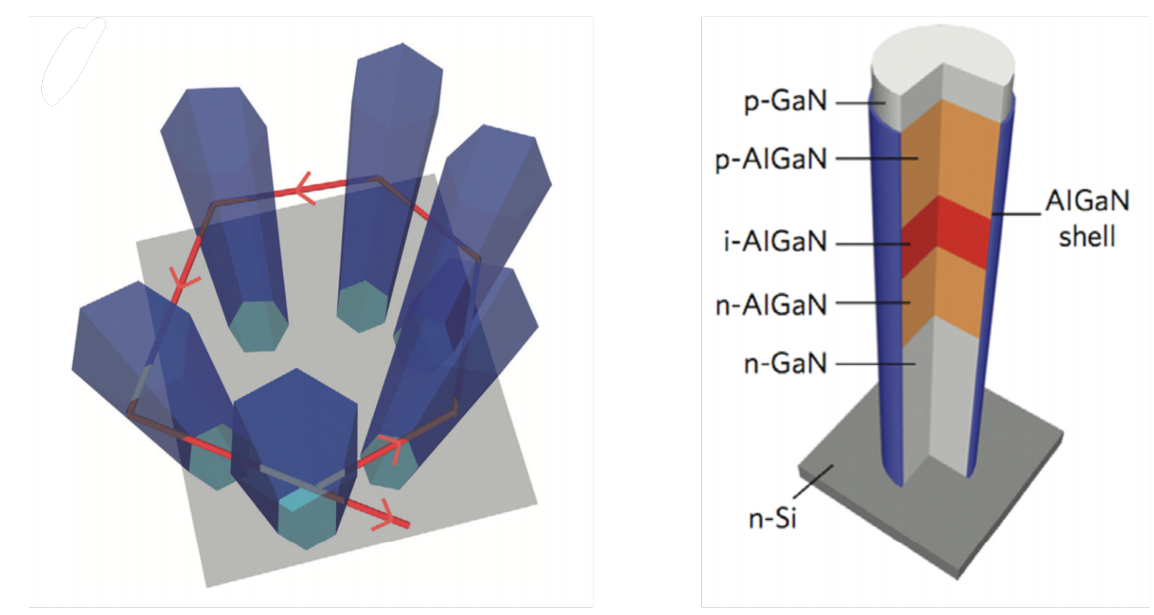 p-GaN
p-AlGaN
i-AlGaN
n-AlGaN
n-GaN
n-Si
AlGaN
shell